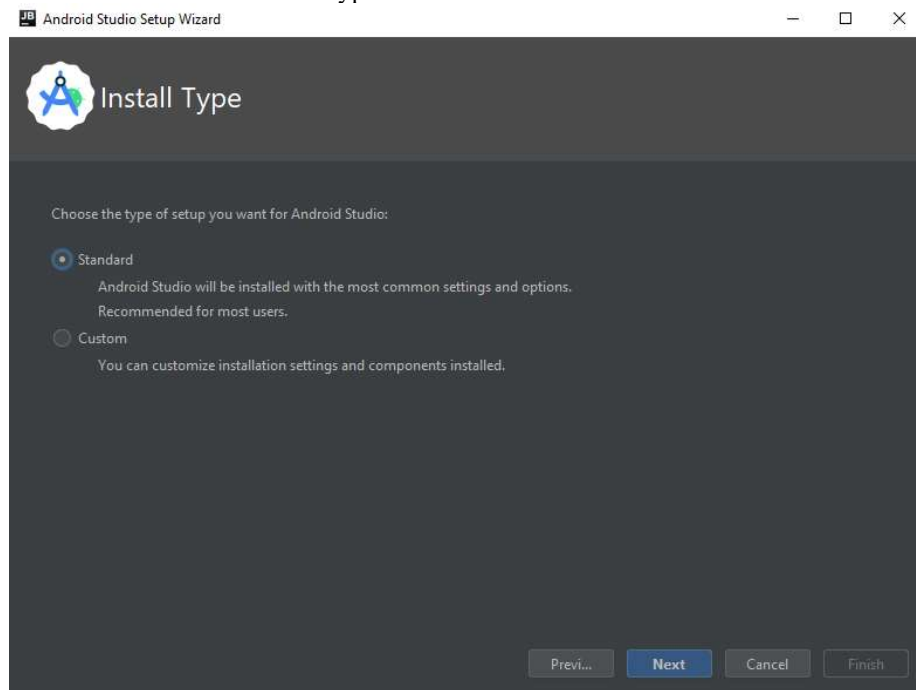 Android Studio Setup Wizard
Install Type
Choose the type of setup you want for Android Studio:
Standard
Android Studio will be installed with the most common settings and options.
Recommended for most users.
Custom
You can customize installation settings and components installed.
Previ...
Next
Cancel
Finish